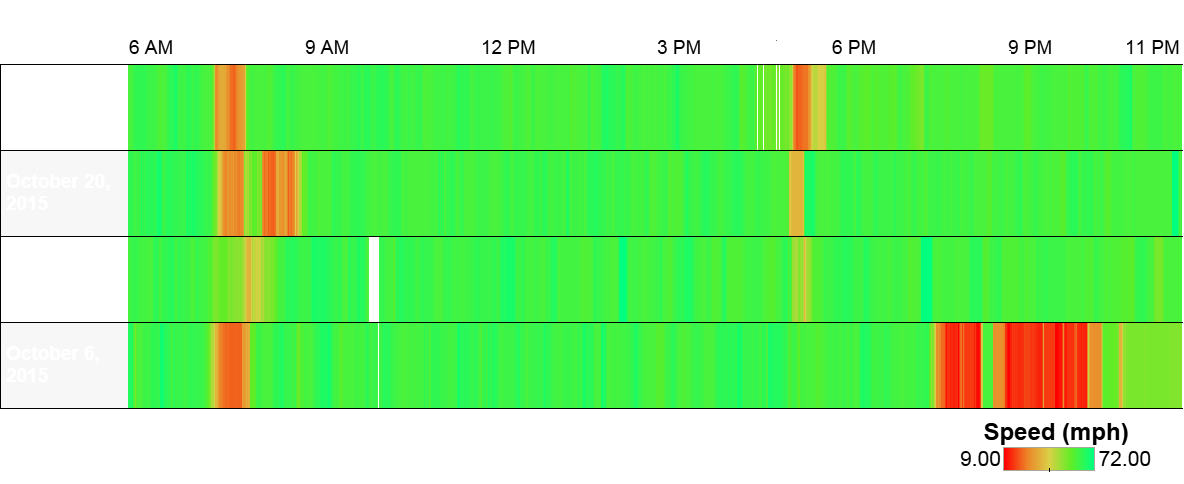 6 AM 9 AM 12 PM 3 PM 6 PM 9 PM 11 PM
October 20,
2015
October 6,
2015
Speed (mph)
9.00 72.00